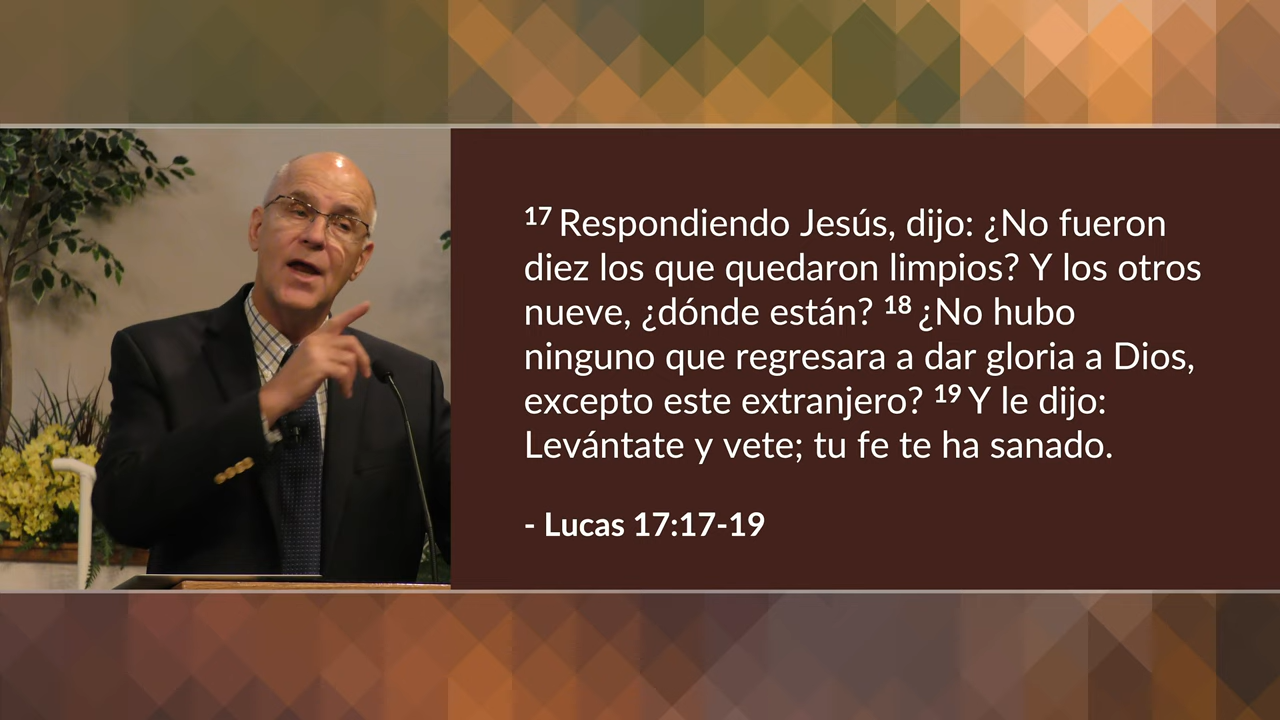 17 Respondiendo Jesús, dijo: ¿No fueron
diez los que quedaron limpios? Y los otros
nueve, ¿dónde están? 18 ¿No hubo
ninguno que regresara a dar gloria a Dios,
excepto este extranjero? 19 Y le dijo:
Levántate y vete; tu fe te ha sanado.
- Lucas 17:17-19